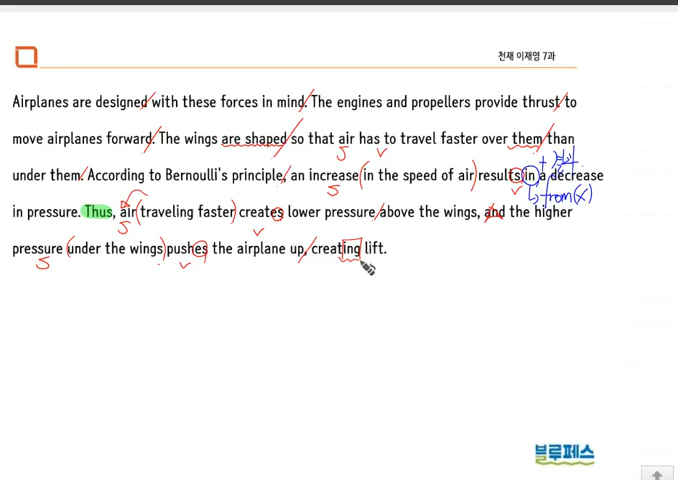 천재 이재영 7과
Airplanes are designed with these forces in mind. The engines and propellers provide thrust to
move airplanes forward. The wings are shaped so that air has to travel faster over them than
S V
under them. According to Bernoulli's principle, an increase (in the speed of air) results in a decrease
S V from (X)
in pressure. Thus, air (traveling faster) creates lower pressure above the wings, and the higher
S V
pressure (under the wings) pushes the airplane up, creating lift.
S V
블루페스